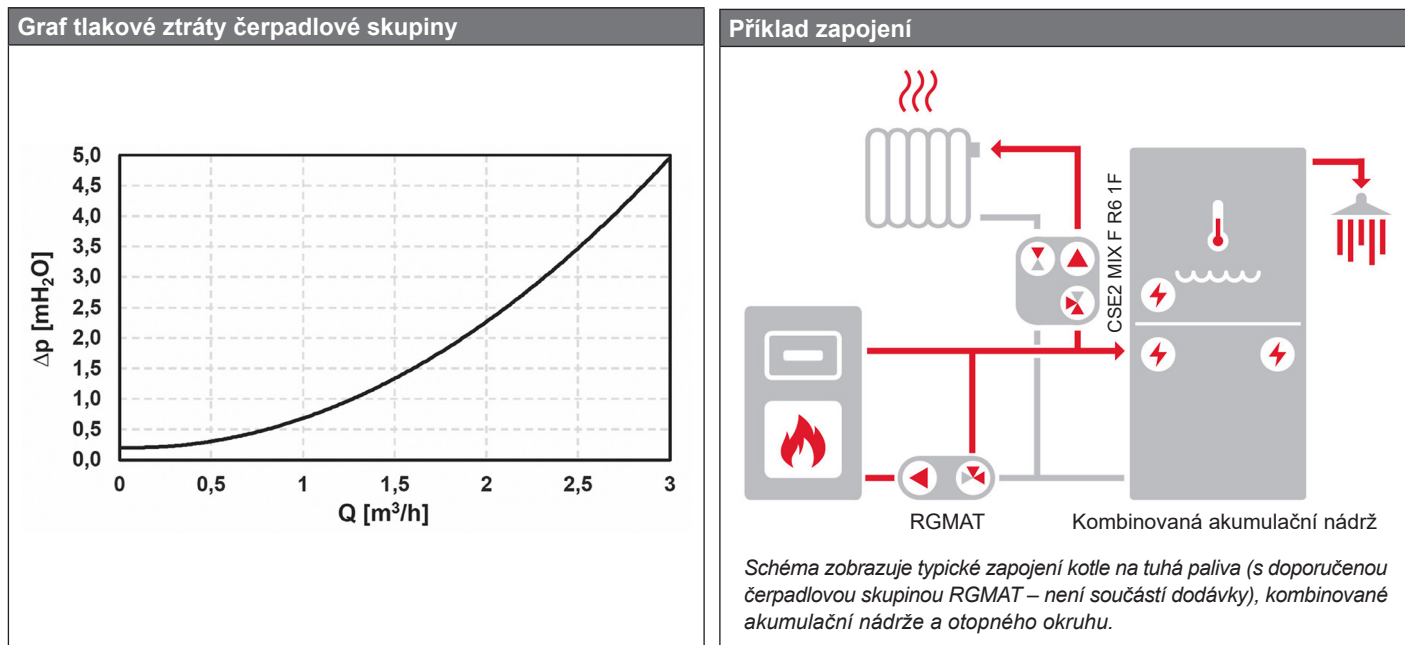 Graf tlakové ztráty čerpadlové skupiny
5,0
4,5
4,0
3,5
3,0
2,5
2,0
1,5
1,0
0,5
0,0
Δp [mH₂O]
0
0,5
1
1,5
2
2,5
3
Q [m³/h]
Příklad zapojení
CSE2 MIX F R6 1F
RGMAT
Kombinovaná akumulační nádrž
Schéma zobrazuje typické zapojení kotle na tuhá paliva (s doporučenou
čerpadlovou skupinou RGMAT – není součástí dodávky), kombinované
akumulační nádrže a otopného okruhu.